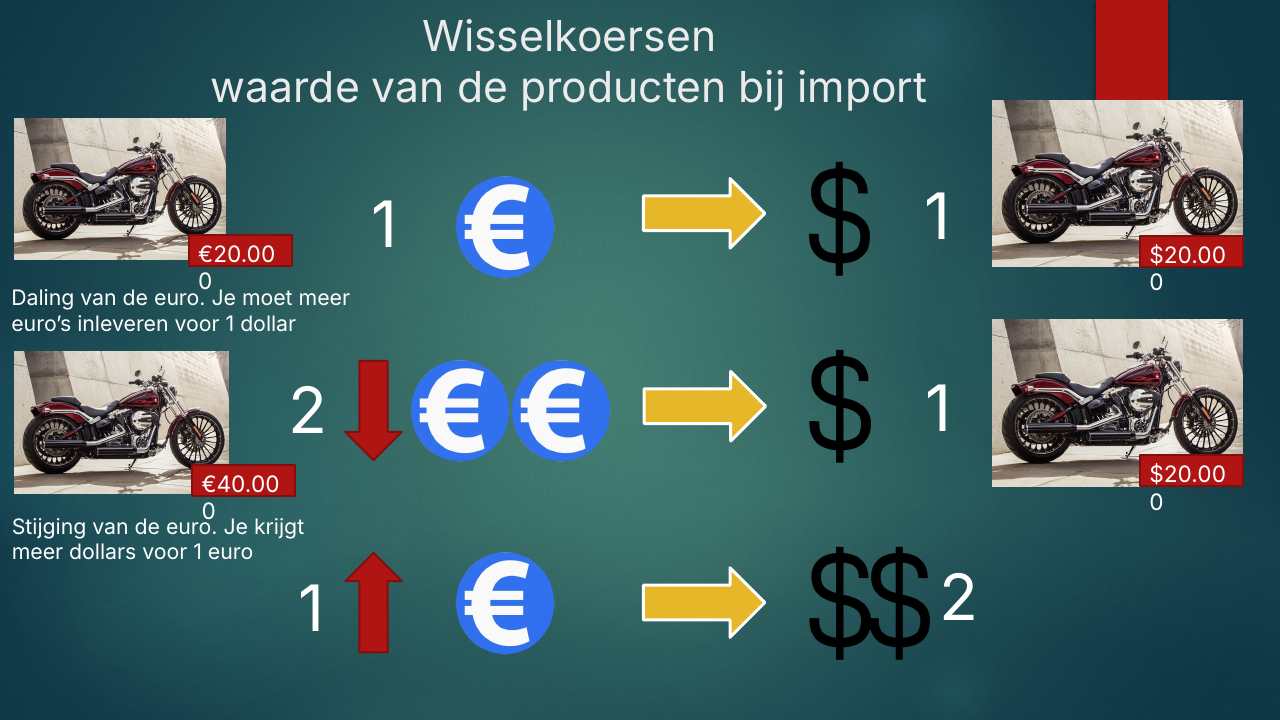 Wisselkoersen
waarde van de producten bij import
1 € $ 1
€20.00
0
$20.00
0
Daling van de euro. Je moet meer
euro’s inleveren voor 1 dollar
2 €€ $ 1
€40.00
0
$20.00
0
Stijging van de euro. Je krijgt
meer dollars voor 1 euro
1 € $$ 2